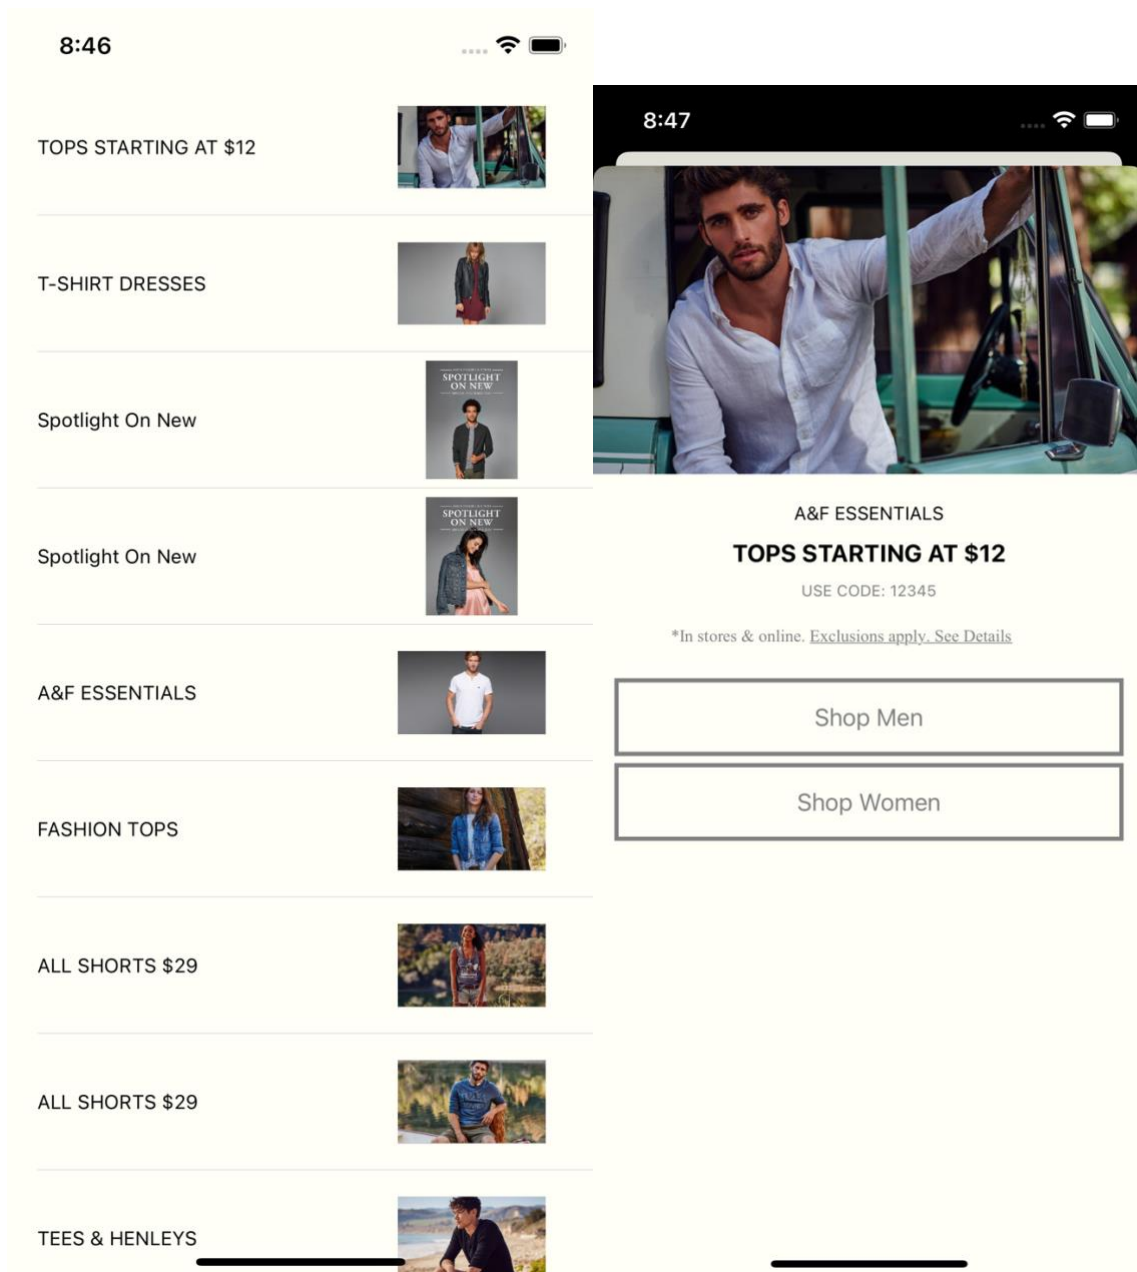 8:46
TOPS STARTING AT $12
T-SHIRT DRESSES
SPOTLIGHT
ON NEW
Spotlight On New
SPOTLIGHT
ON NEW
Spotlight On New
A&F ESSENTIALS
FASHION TOPS
ALL SHORTS $29
ALL SHORTS $29
TEES & HENLEYS
8:47
A&F ESSENTIALS
TOPS STARTING AT $12
USE CODE: 12345
*In stores & online. Exclusions apply. See Details
Shop Men
Shop Women